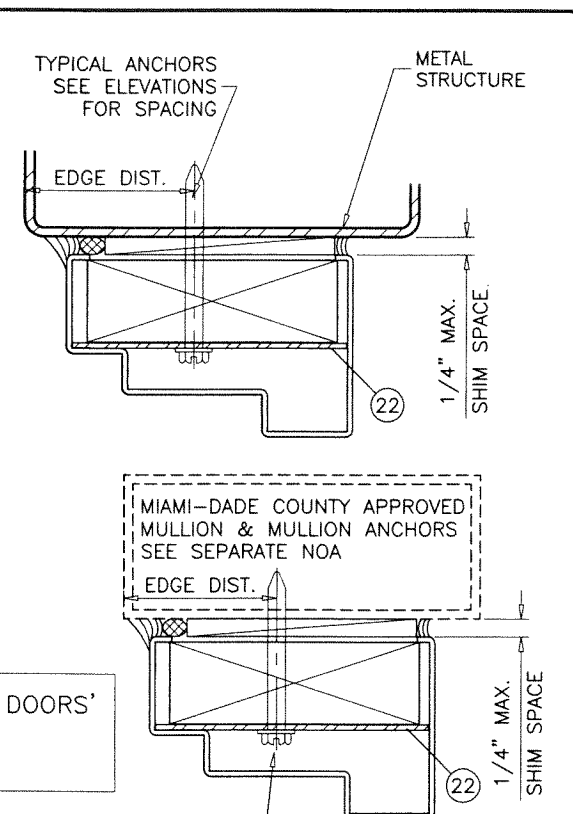 TYPICAL ANCHORS
SEE ELEVATIONS
FOR SPACING
METAL
STRUCTURE
EDGE DIST.
1/4" MAX.
SHIM SPACE
22
MIAMI-DADE COUNTY APPROVED
MULLION & MULLION ANCHORS
SEE SEPARATE NOA
EDGE DIST.
DOORS'
1/4" MAX.
SHIM SPACE
22